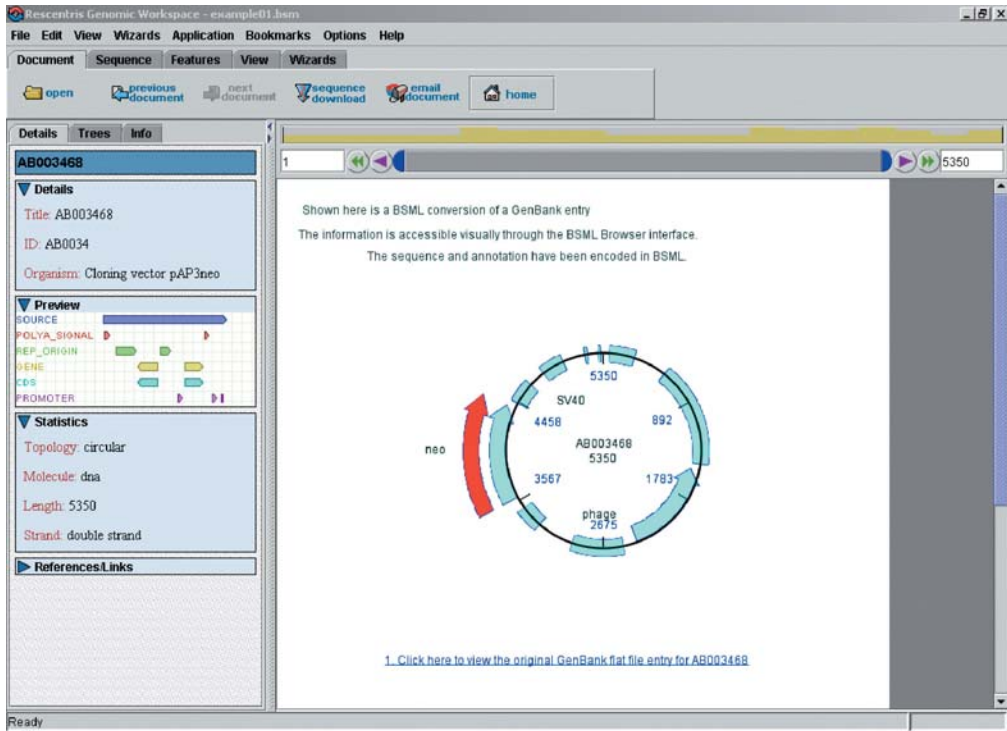 Rescentris Genomic Workspace - example01.bsm
File Edit View Wizards Application Bookmarks Options Help
Document Sequence Features View Wizards
open
previous document
next document
sequence download
email document
home
Details Trees Info
AB003468
Details
Title: AB003468
ID: AB0034
Organism: Cloning vector pAP3neo
Preview
SOURCE
POLYA_SIGNAL
REP_ORIGIN
GENE
CDS
PROMOTER
Statistics
Topology: circular
Molecule: dna
Length: 5350
Strand: double strand
References/Links
1
5350
Shown here is a BSML conversion of a GenBank entry
The information is accessible visually through the BSML Browser interface.
The sequence and annotation have been encoded in BSML.
5350
SV40
4458
892
neo
AB003468
5350
3567
1783
phage
2675
1. Click here to view the original GenBank flat file entry for AB003468
Ready